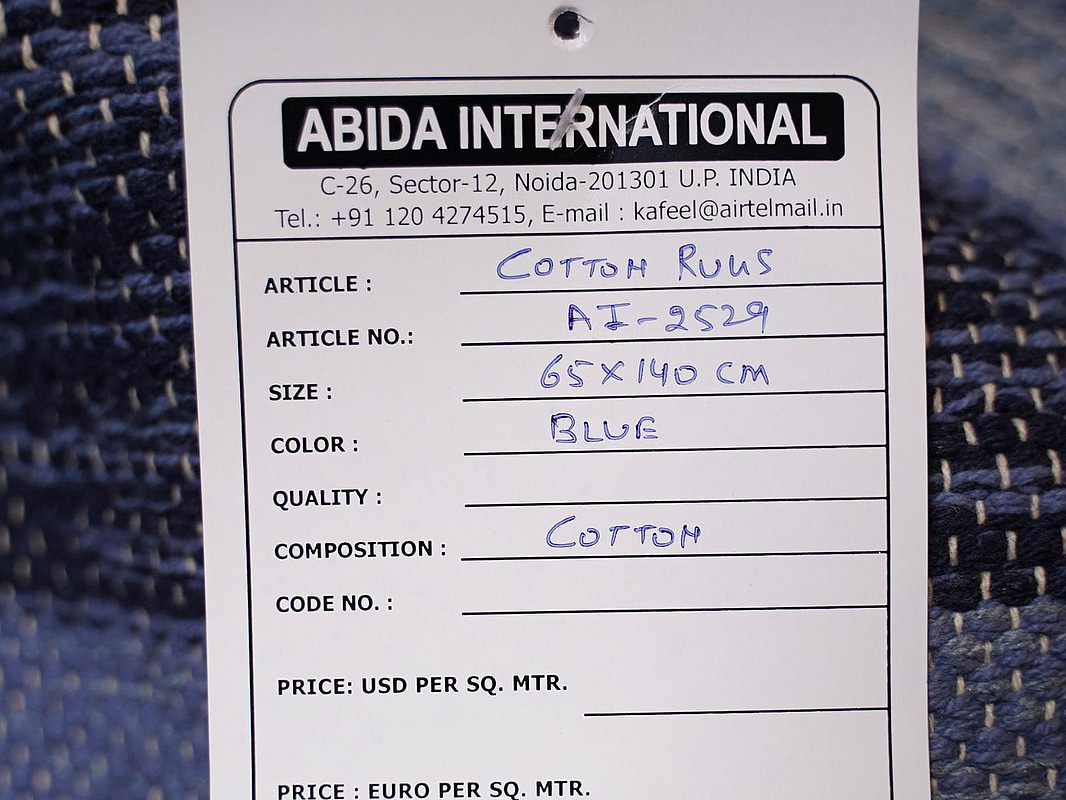 ABIDA INTERNATIONAL
C-26, Sector-12, Noida-201301 U.P. INDIA
Tel.: +91 120 4274515, E-mail : kafeel@airtelmail.in
ARTICLE : COTTON RUGS
ARTICLE NO.: AI-2529
SIZE : 65X140 CM
COLOR : BLUE
QUALITY :
COMPOSITION : COTTON
CODE NO. :
PRICE: USD PER SQ. MTR.
PRICE : EURO PER SQ. MTR.